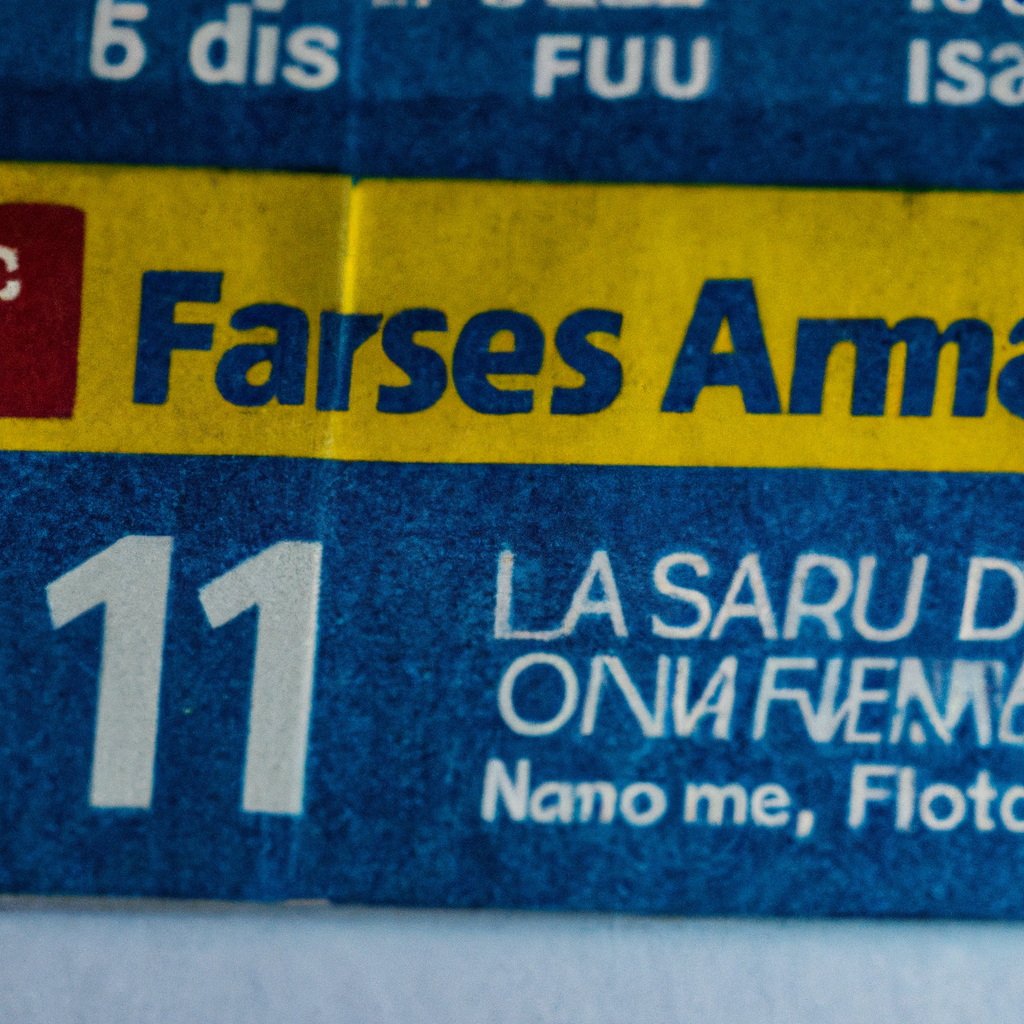 5 dis FUU Isa
C
Farses Arma
11
LA SARU D
Nano me, Floto